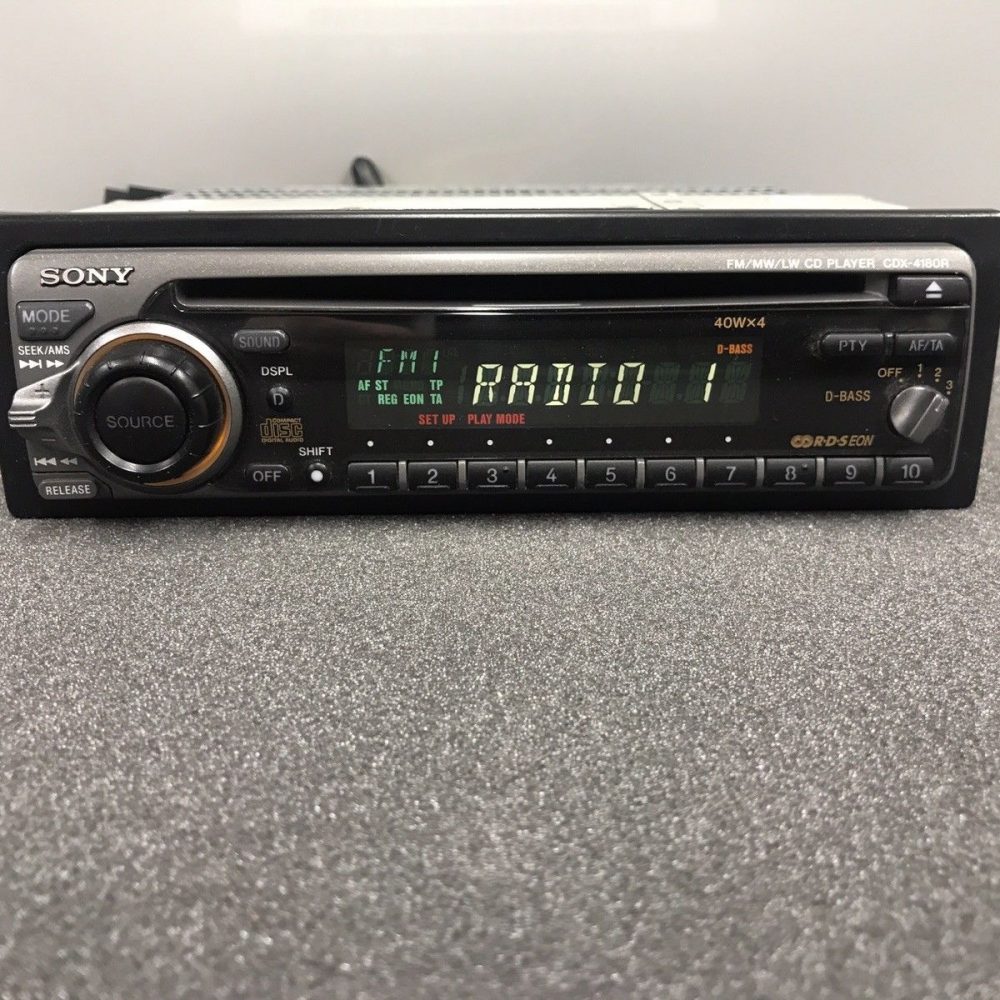 SONY
FM/MW/LW CD PLAYER CDX-4180R
MODE
SEEK/AMS
SOURCE
RELEASE
SOUND
DSPL
D
COMPACT
disc
DIGITAL AUDIO
OFF
SHIFT
40W×4
D-BASS
FM1
AF ST TP
REG EON TA
RADIO 1
SET UP PLAY MODE
PTY AF/TA
OFF 1 2 3
D-BASS
R·D·S EON
1 2 3 4 5 6 7 8 9 10